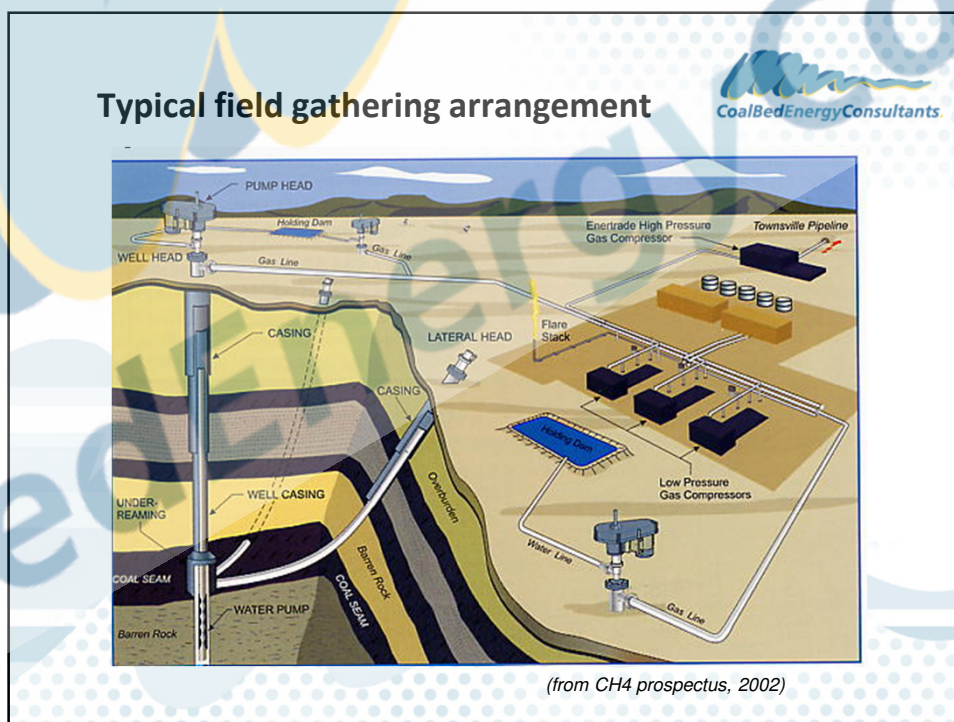 Typical field gathering arrangement
CoalBedEnergyConsultants.
PUMP HEAD
Holding Dam
Gas Line
WELL HEAD
Gas Line
Enertrade High Pressure
Gas Compressor
Townsville Pipeline
CASING
LATERAL HEAD
Flare
Stack
CASING
Holding Dam
Low Pressure
Gas Compressors
Overburden
UNDER-
REAMING
WELL CASING
Barren Rock
COAL SEAM
COAL SEAM
Water Line
WATER PUMP
Barren Rock
Gas Line
(from CH4 prospectus, 2002)
edEnergy Co